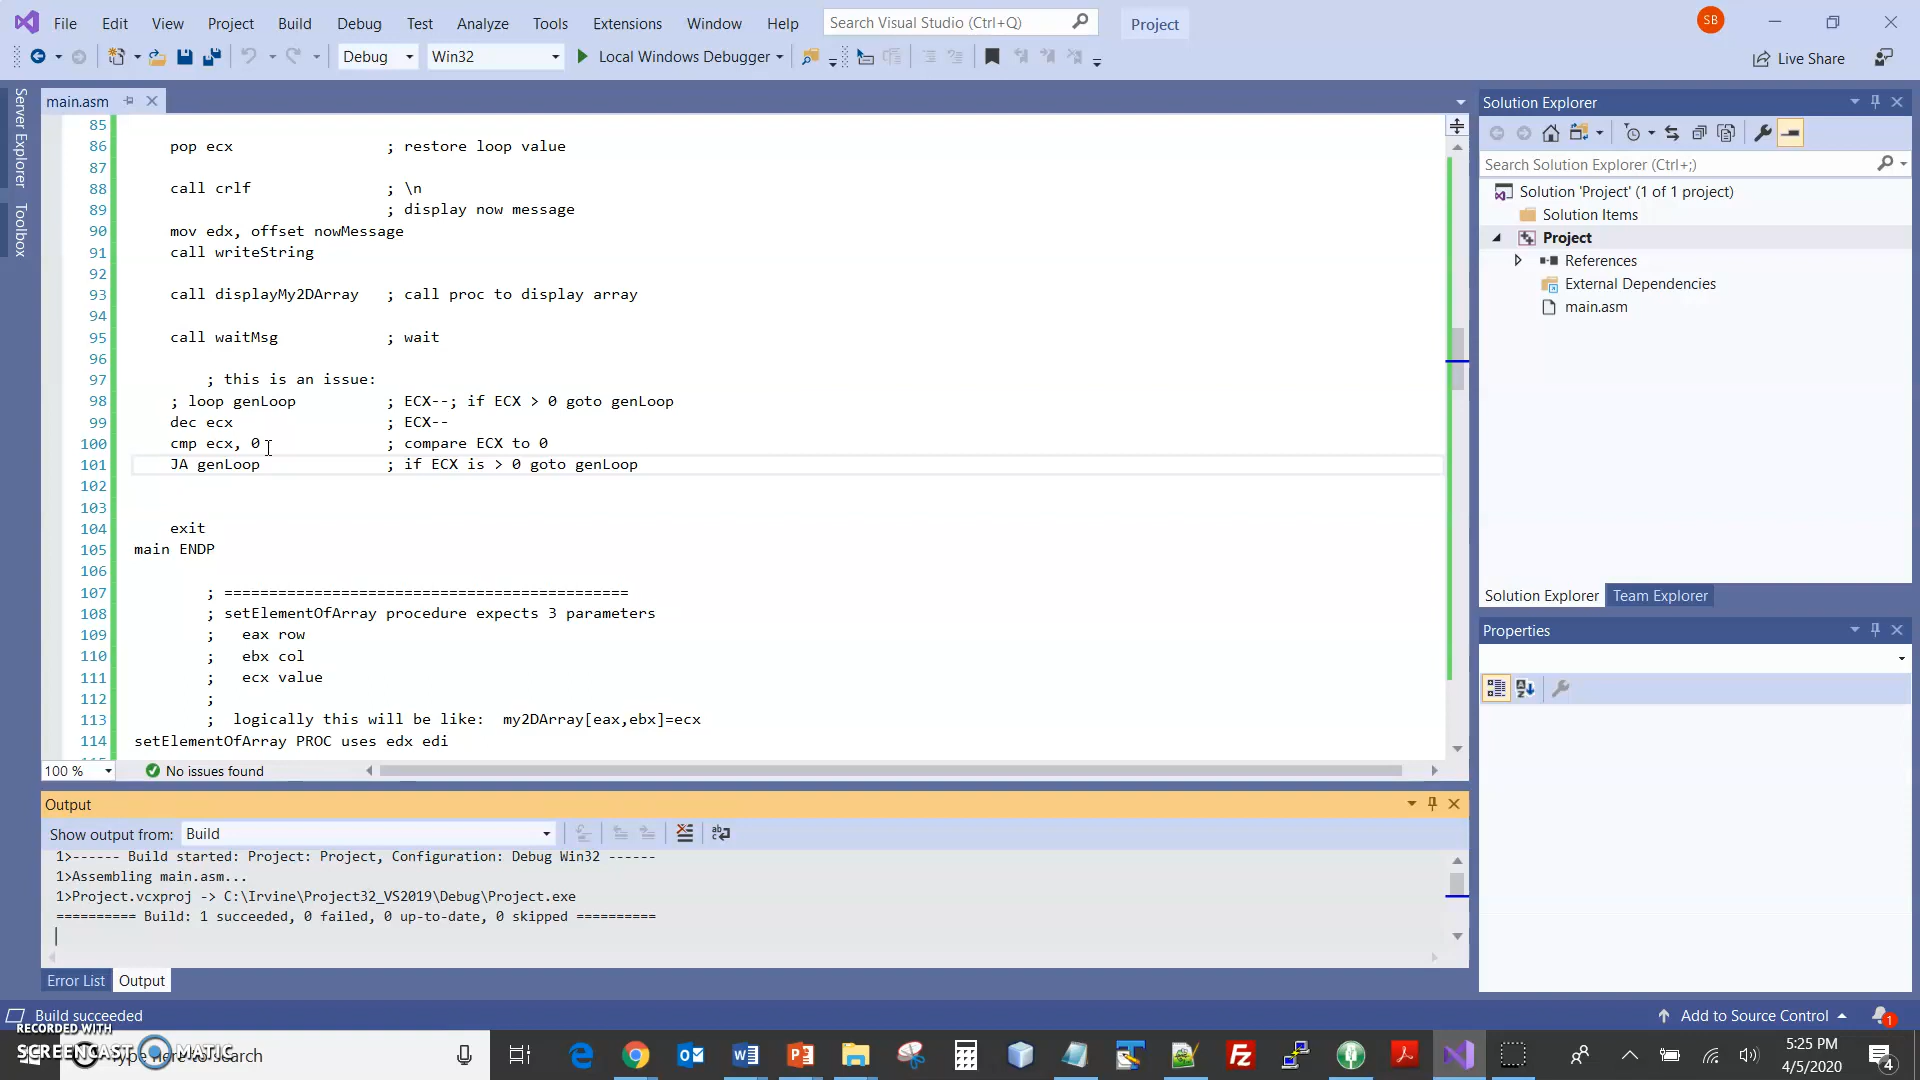 File Edit View Project Build Debug Test Analyze Tools Extensions Window Help Search Visual Studio (Ctrl+Q) Project SB
Debug Win32 Local Windows Debugger Live Share
Server Explorer
Toolbox
main.asm
85
86 pop ecx ; restore loop value
87
88 call crlf ; \n
89 ; display now message
90 mov edx, offset nowMessage
91 call writeString
92
93 call displayMy2DArray ; call proc to display array
94
95 call waitMsg ; wait
96
97 ; this is an issue:
98 ; loop genLoop ; ECX--; if ECX > 0 goto genLoop
99 dec ecx ; ECX--
100 cmp ecx, 0 ; compare ECX to 0
101 JA genLoop ; if ECX is > 0 goto genLoop
102
103
104 exit
105 main ENDP
106
107 ; =============================================
108 ; setElementOfArray procedure expects 3 parameters
109 ; eax row
110 ; ebx col
111 ; ecx value
112 ;
113 ; logically this will be like: my2DArray[eax,ebx]=ecx
114 setElementOfArray PROC uses edx edi
100 % No issues found
Output
Show output from: Build
1>------ Build started: Project: Project, Configuration: Debug Win32 ------
1>Assembling main.asm...
1>Project.vcxproj -> C:\Irvine\Project32_VS2019\Debug\Project.exe
========== Build: 1 succeeded, 0 failed, 0 up-to-date, 0 skipped ==========
Error List Output
Solution Explorer
Search Solution Explorer (Ctrl+;)
Solution 'Project' (1 of 1 project)
Solution Items
Project
References
External Dependencies
main.asm
Solution Explorer Team Explorer
Properties
Build succeeded Add to Source Control 1
RECORDED WITH
SCREENCAST MATIC
Type here to search
5:25 PM
4/5/2020
4